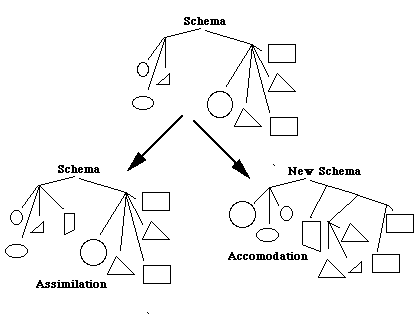 Schema
Schema
New Schema
Accomodation
Assimilation